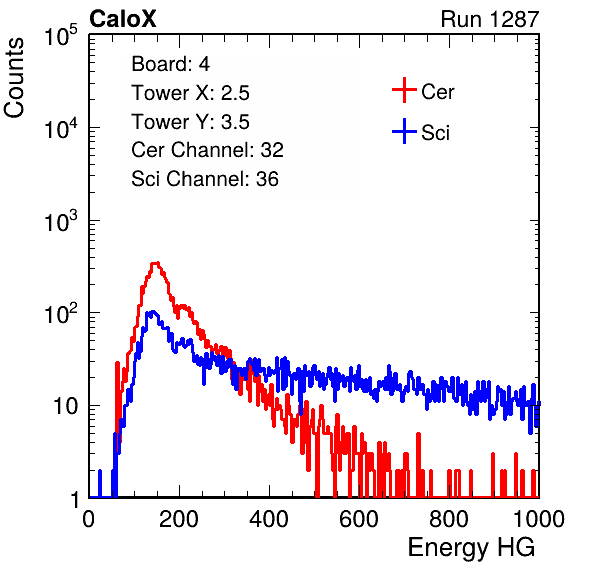 CaloX Run 1287
Counts
10^5
10^4
10^3
10^2
10
1
Board: 4
Tower X: 2.5
Tower Y: 3.5
Cer Channel: 32
Sci Channel: 36
Cer
Sci
0 200 400 600 800 1000
Energy HG